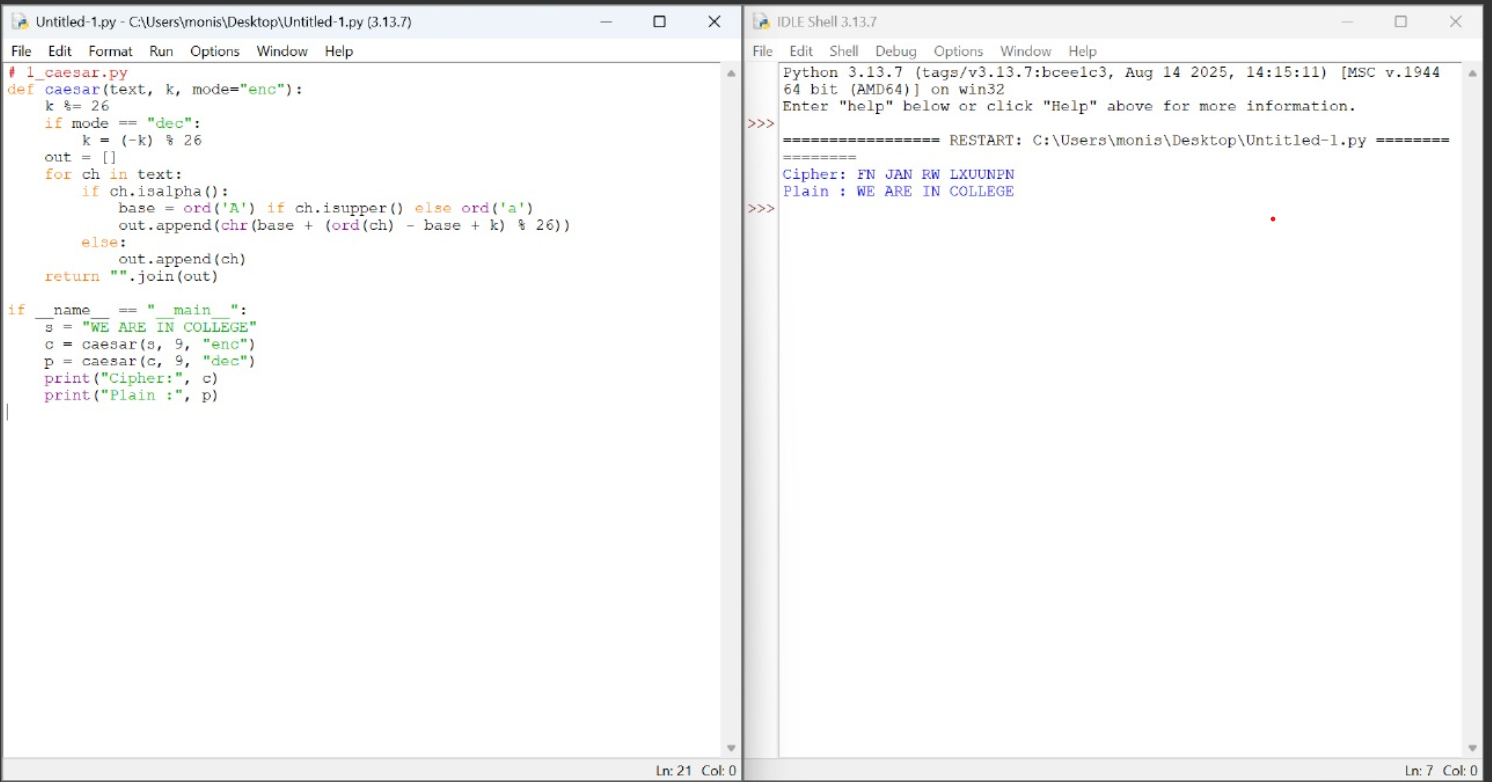 Untitled-1.py - C:\Users\monis\Desktop\Untitled-1.py (3.13.7)
File Edit Format Run Options Window Help
# 1_caesar.py
def caesar(text, k, mode="enc"):
    k %= 26
    if mode == "dec":
        k = (-k) % 26
    out = []
    for ch in text:
        if ch.isalpha():
            base = ord('A') if ch.isupper() else ord('a')
            out.append(chr(base + (ord(ch) - base + k) % 26))
        else:
            out.append(ch)
    return "".join(out)

if __name__ == "__main__":
    s = "WE ARE IN COLLEGE"
    c = caesar(s, 9, "enc")
    p = caesar(c, 9, "dec")
    print("Cipher:", c)
    print("Plain :", p)
Ln: 21 Col: 0
IDLE Shell 3.13.7
File Edit Shell Debug Options Window Help
Python 3.13.7 (tags/v3.13.7:bcee1c3, Aug 14 2025, 14:15:11) [MSC v.1944
64 bit (AMD64)] on win32
Enter "help" below or click "Help" above for more information.
>>>
================= RESTART: C:\Users\monis\Desktop\Untitled-1.py ========
========
Cipher: FN JAN RW LXUUNPN
Plain : WE ARE IN COLLEGE
>>>
Ln: 7 Col: 0